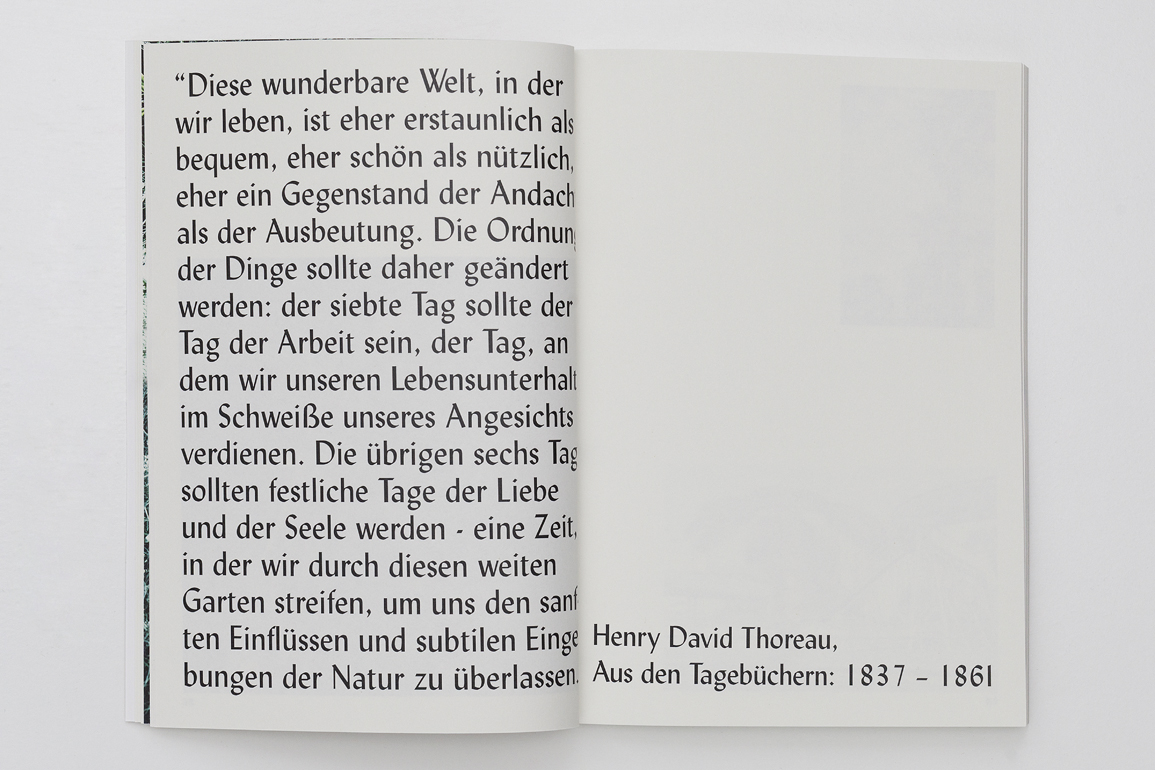 “Diese wunderbare Welt, in der
wir leben, ist eher erstaunlich als
bequem, eher schön als nützlich,
eher ein Gegenstand der Andach
als der Ausbeutung. Die Ordnung
der Dinge sollte daher geändert
werden: der siebte Tag sollte der
Tag der Arbeit sein, der Tag, an
dem wir unseren Lebensunterhalt
im Schweiße unseres Angesichts
verdienen. Die übrigen sechs Tag
sollten festliche Tage der Liebe
und der Seele werden - eine Zeit,
in der wir durch diesen weiten
Garten streifen, um uns den sanf-
ten Einflüssen und subtilen Einge
bungen der Natur zu überlassen.
Henry David Thoreau,
Aus den Tagebüchern: 1837 – 1861